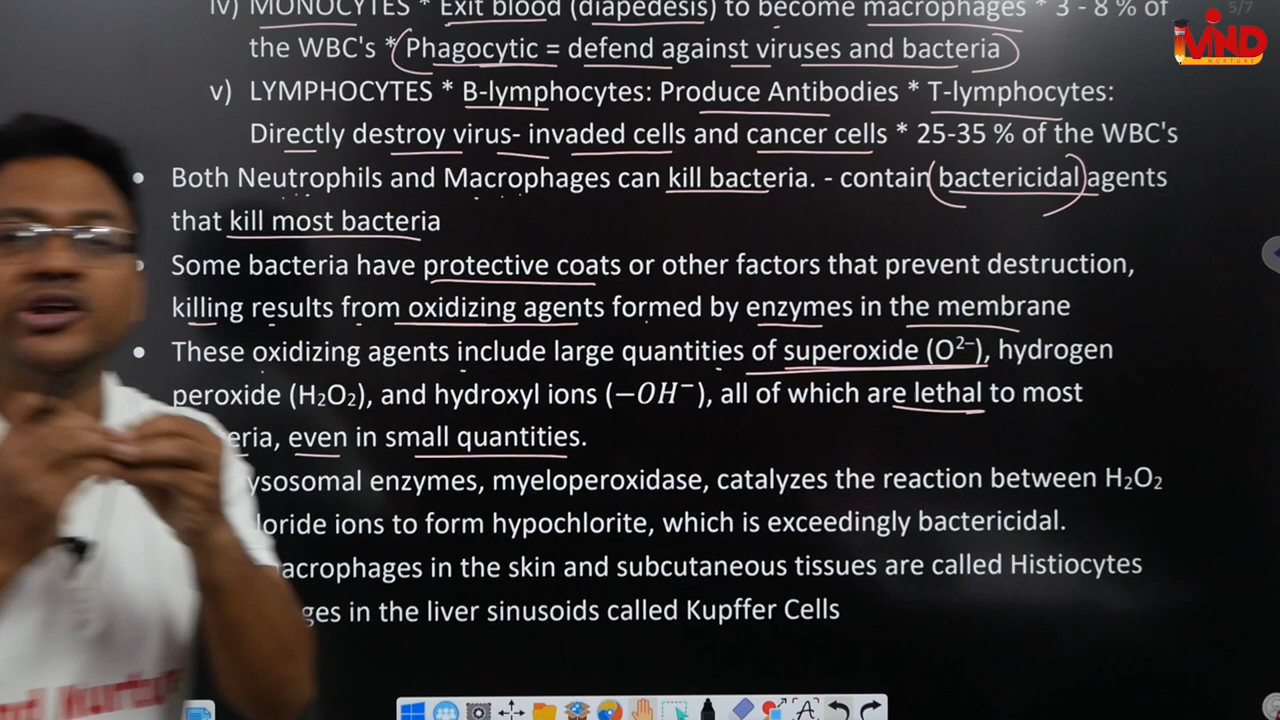 iv) MONOCYTES * Exit blood (diapedesis) to become macrophages * 3 - 8 % of
5/7
the WBC's * Phagocytic = defend against viruses and bacteria
MIND
NURTURE
v) LYMPHOCYTES * B-lymphocytes: Produce Antibodies * T-lymphocytes:
Directly destroy virus- invaded cells and cancer cells * 25-35 % of the WBC's
• Both Neutrophils and Macrophages can kill bacteria. - contain (bactericidal) agents
that kill most bacteria
• Some bacteria have protective coats or other factors that prevent destruction,
killing results from oxidizing agents formed by enzymes in the membrane
• These oxidizing agents include large quantities of superoxide (O²⁻), hydrogen
peroxide (H₂O₂), and hydroxyl ions (−OH⁻), all of which are lethal to most
even in small quantities.
enzymes, myeloperoxidase, catalyzes the reaction between H₂O₂
ions to form hypochlorite, which is exceedingly bactericidal.
in the skin and subcutaneous tissues are called Histiocytes
in the liver sinusoids called Kupffer Cells